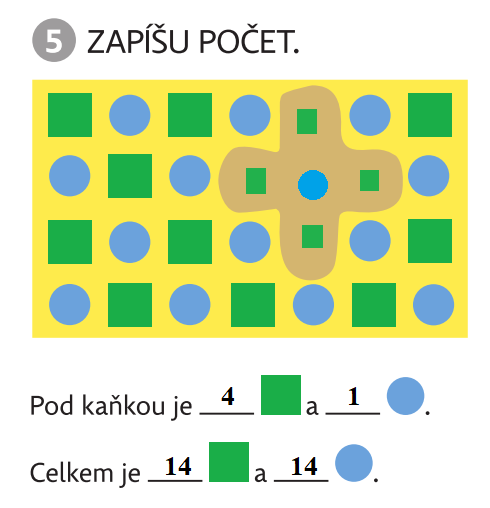 5 ZAPÍŠU POČET.
Pod kaňkou je 4 a 1 .
Celkem je 14 a 14 .